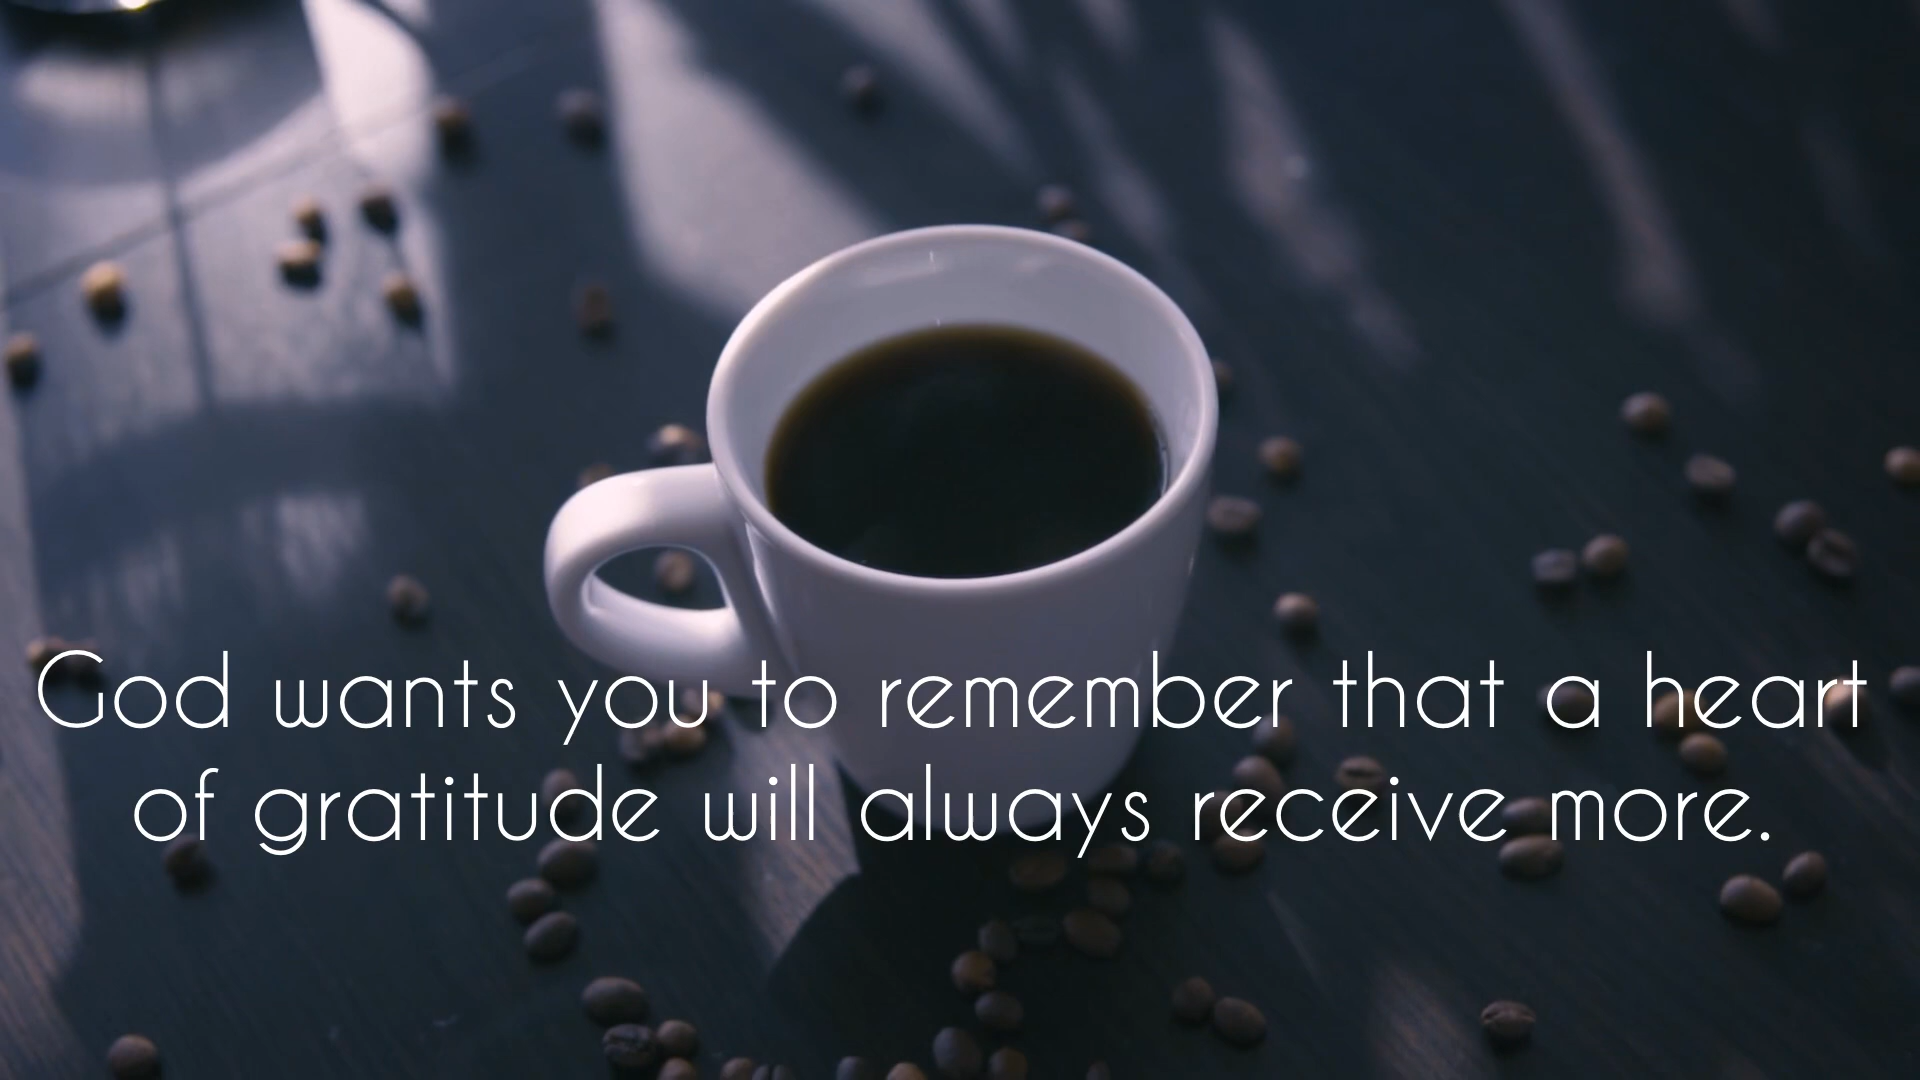 God wants you to remember that a heart
of gratitude will always receive more.